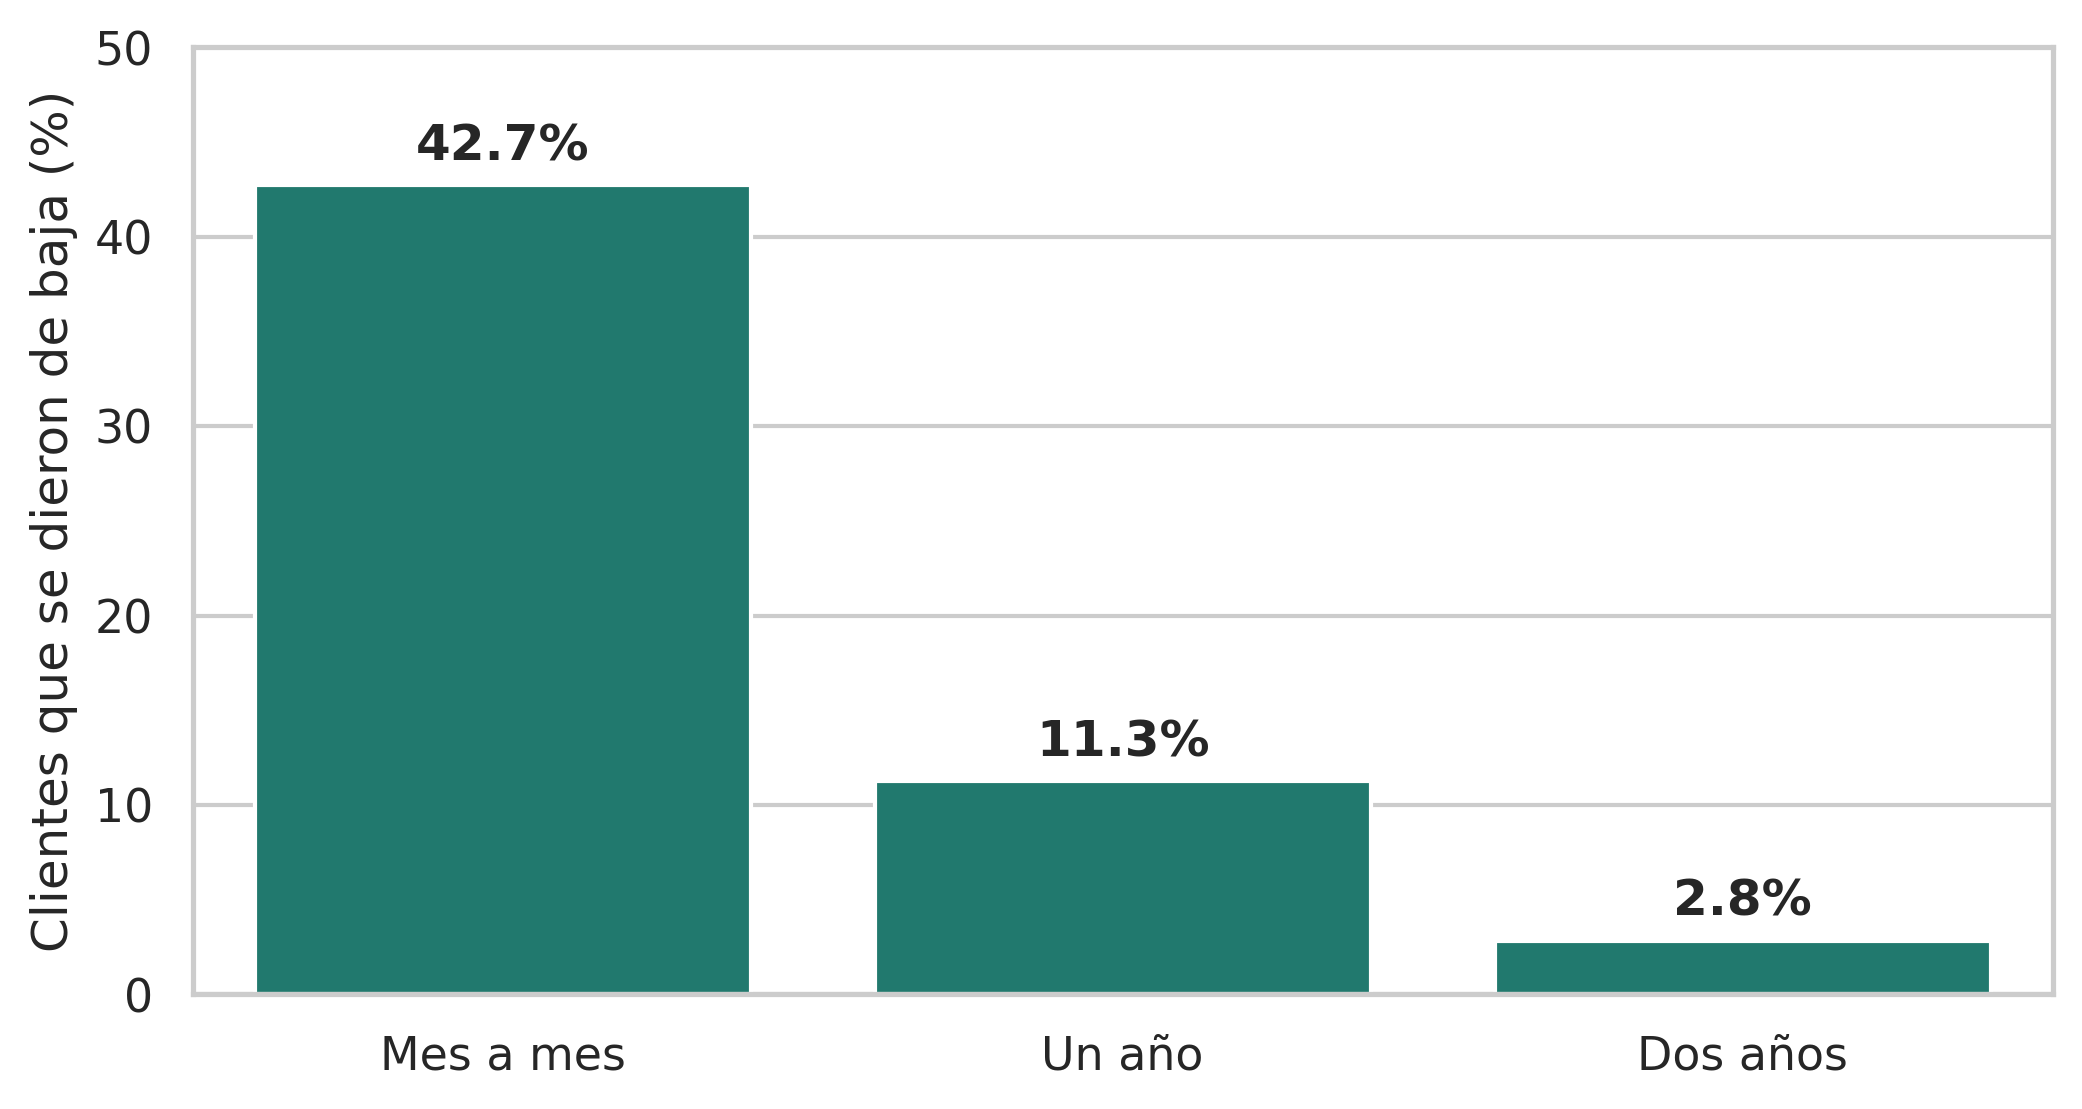 Clientes que se dieron de baja (%)
50
40
30
20
10
0
42.7%
11.3%
2.8%
Mes a mes
Un año
Dos años